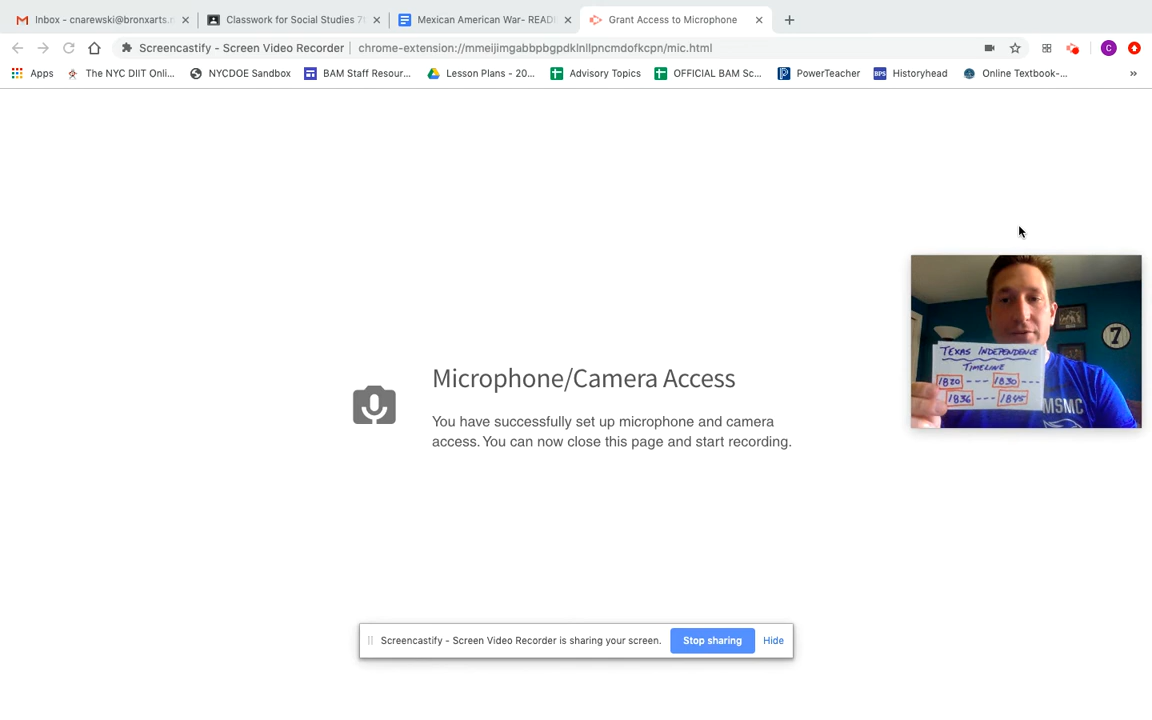 Inbox - cnarewski@bronxarts.n
Classwork for Social Studies 7
Mexican American War- READI
Grant Access to Microphone
Screencastify - Screen Video Recorder
chrome-extension://mmeijimgabbpbgpdklnllpncmdofkcpn/mic.html
C
Apps
The NYC DIIT Onli...
NYCDOE Sandbox
BAM Staff Resour...
Lesson Plans - 20...
Advisory Topics
OFFICIAL BAM Sc...
PowerTeacher
BPS
Historyhead
Online Textbook-...
»
TEXAS INDEPENDENCE
TIMELINE
1820 --- 1830 ---
1836 --- 1845
MSMC
7
Microphone/Camera Access
You have successfully set up microphone and camera
access. You can now close this page and start recording.
Screencastify - Screen Video Recorder is sharing your screen.
Stop sharing
Hide